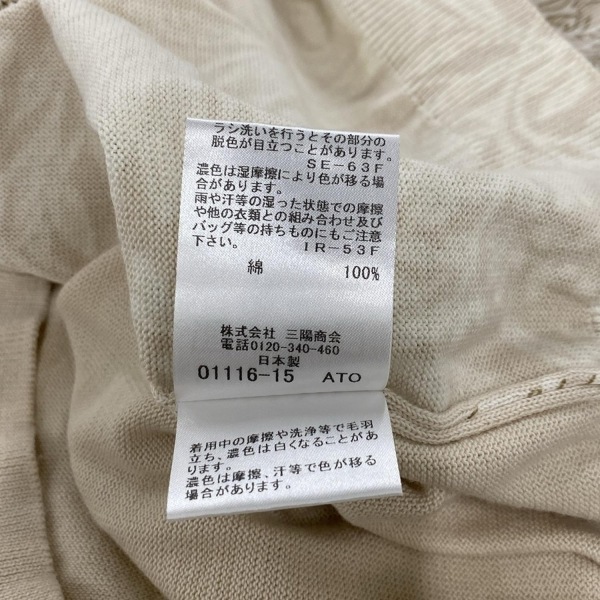 ラシ洗いを行うとその部分の
脱色が目立つことがあります。
SE-63F
濃色は湿摩擦により色が移る場
合があります。
雨や汗等の湿った状態での摩擦
や他の衣類との組み合わせ及び
バッグ等の持ちものにもご注意
下さい。 IR-53F
綿 100%
株式会社 三陽商会
電話0120-340-460
日本製
01116-15 ATO
着用中の摩擦や洗浄等で毛羽
立ち、濃色は白くなることがあ
ります。
濃色は摩擦、汗等で色が移る
場合があります。